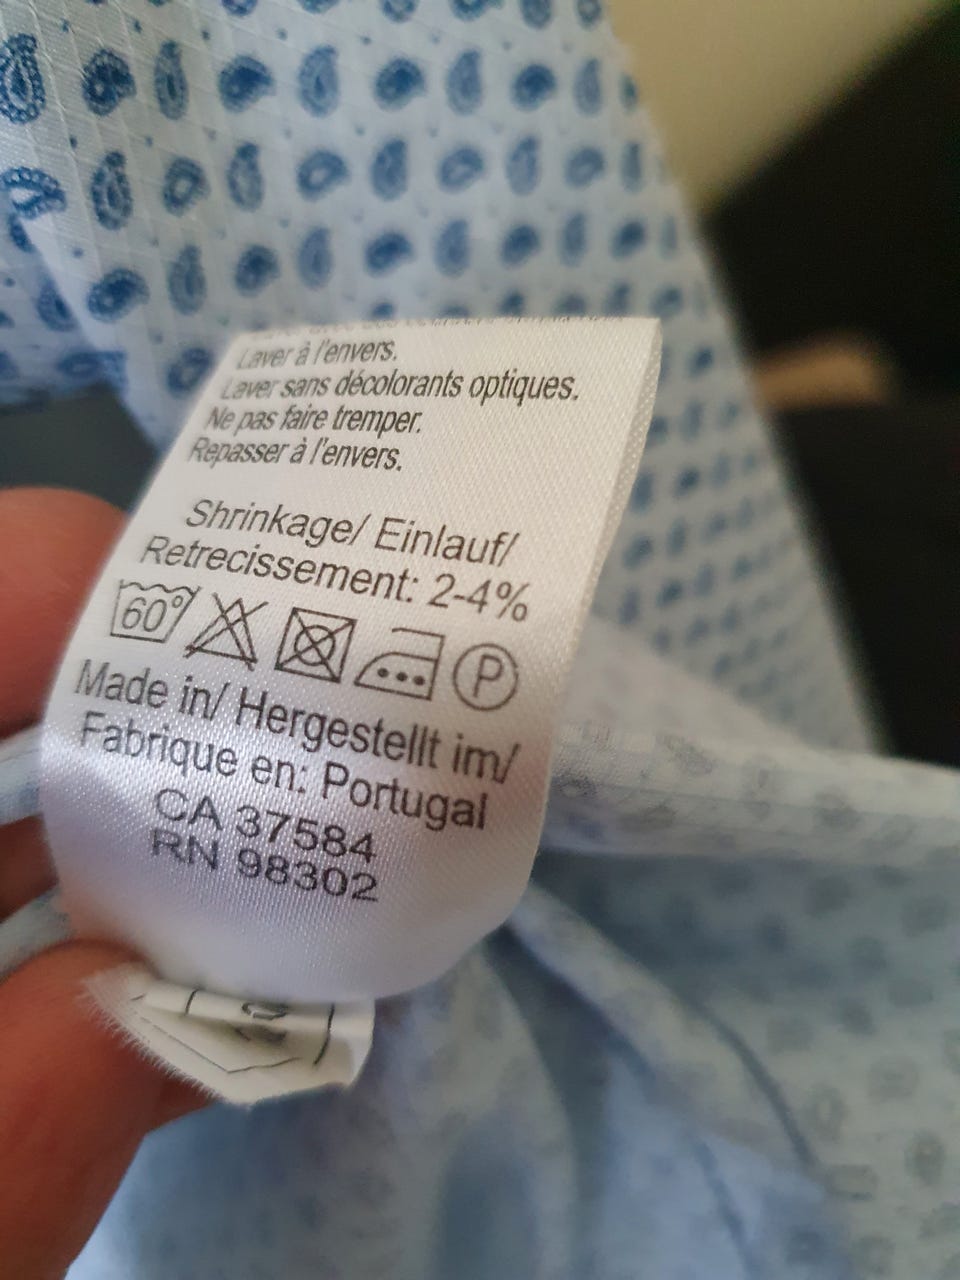 Laver à l'envers.
Laver sans décolorants optiques.
Ne pas faire tremper.
Repasser à l'envers.
Shrinkage/ Einlauf/
Retrecissement: 2-4%
60° P
Made in/ Hergestellt im/
Fabrique en: Portugal
CA 37584
RN 98302